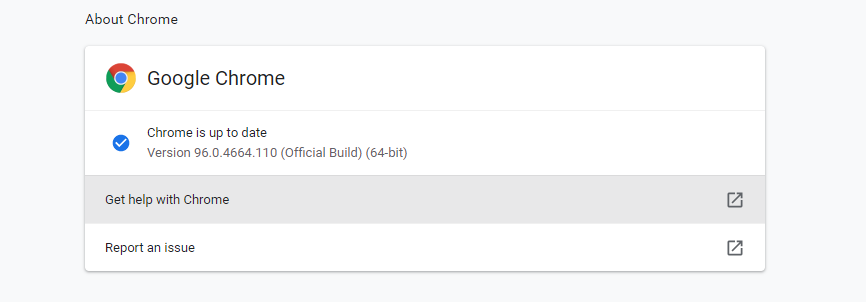 About Chrome
Google Chrome
Chrome is up to date
Version 96.0.4664.110 (Official Build) (64-bit)
Get help with Chrome
Report an issue